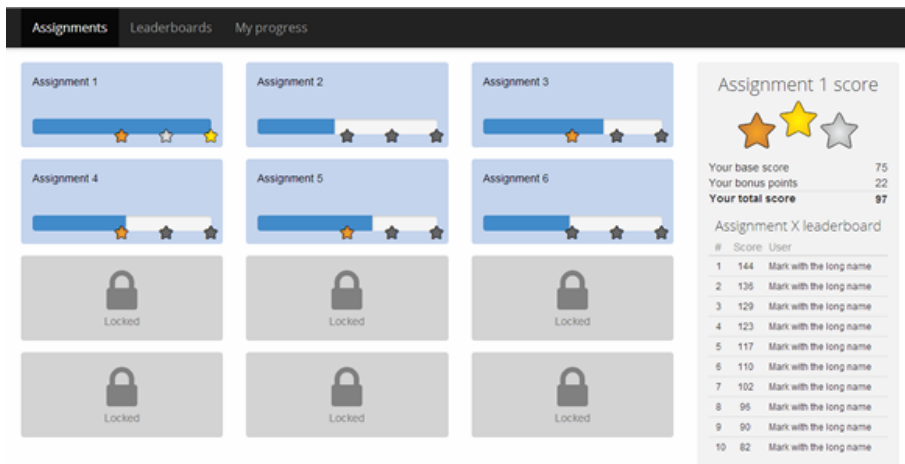 Assignments Leaderboards My progress
Assignment 1
Assignment 2
Assignment 3
Assignment 4
Assignment 5
Assignment 6
Locked
Locked
Locked
Locked
Locked
Locked
Assignment 1 score
Your base score 75
Your bonus points 22
Your total score 97
Assignment X leaderboard
# Score User
1 144 Mark with the long name
2 136 Mark with the long name
3 129 Mark with the long name
4 123 Mark with the long name
5 117 Mark with the long name
6 110 Mark with the long name
7 102 Mark with the long name
8 96 Mark with the long name
9 90 Mark with the long name
10 82 Mark with the long name